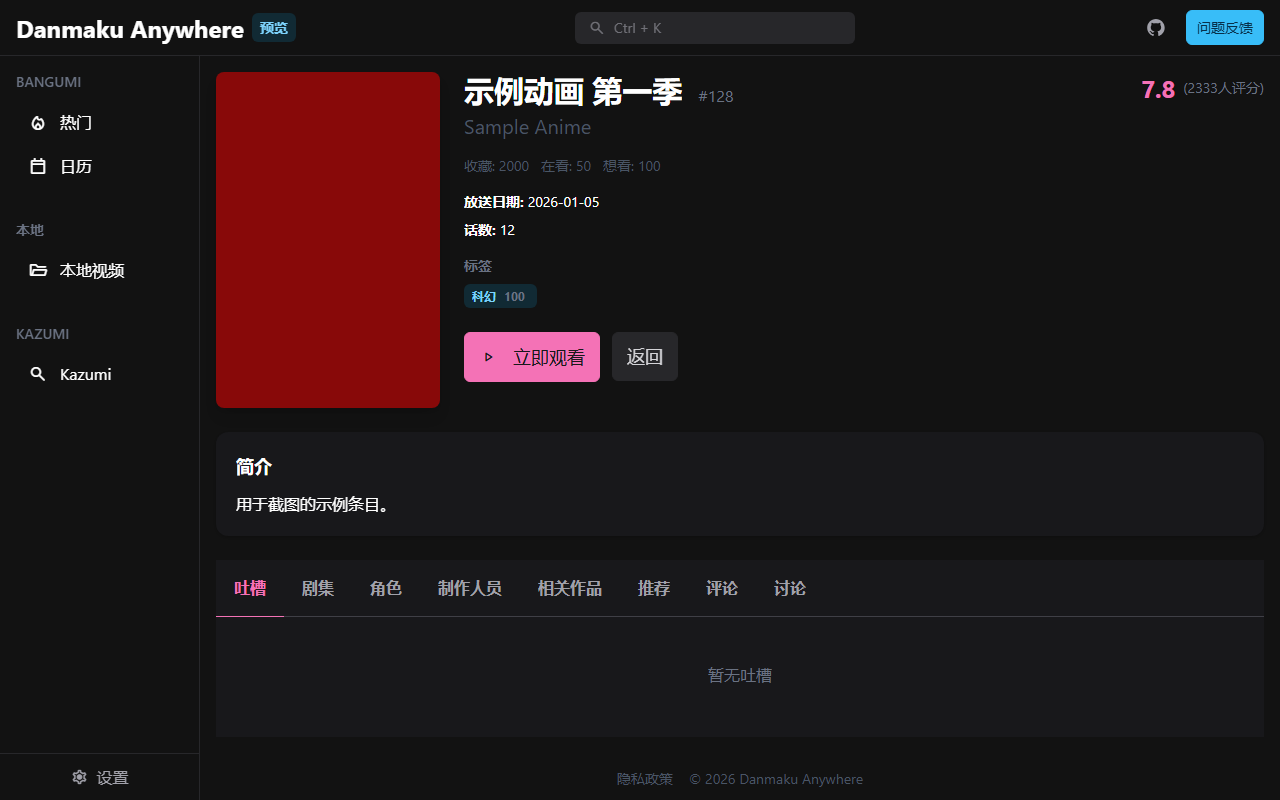 Danmaku Anywhere 预览
Ctrl + K
问题反馈
BANGUMI
热门
日历
本地
本地视频
KAZUMI
Kazumi
设置
示例动画 第一季 #128
7.8 (2333人评分)
Sample Anime
收藏: 2000 在看: 50 想看: 100
放送日期: 2026-01-05
话数: 12
标签
科幻 100
立即观看 返回
简介
用于截图的示例条目。
吐槽 剧集 角色 制作人员 相关作品 推荐 评论 讨论
暂无吐槽
隐私政策 © 2026 Danmaku Anywhere